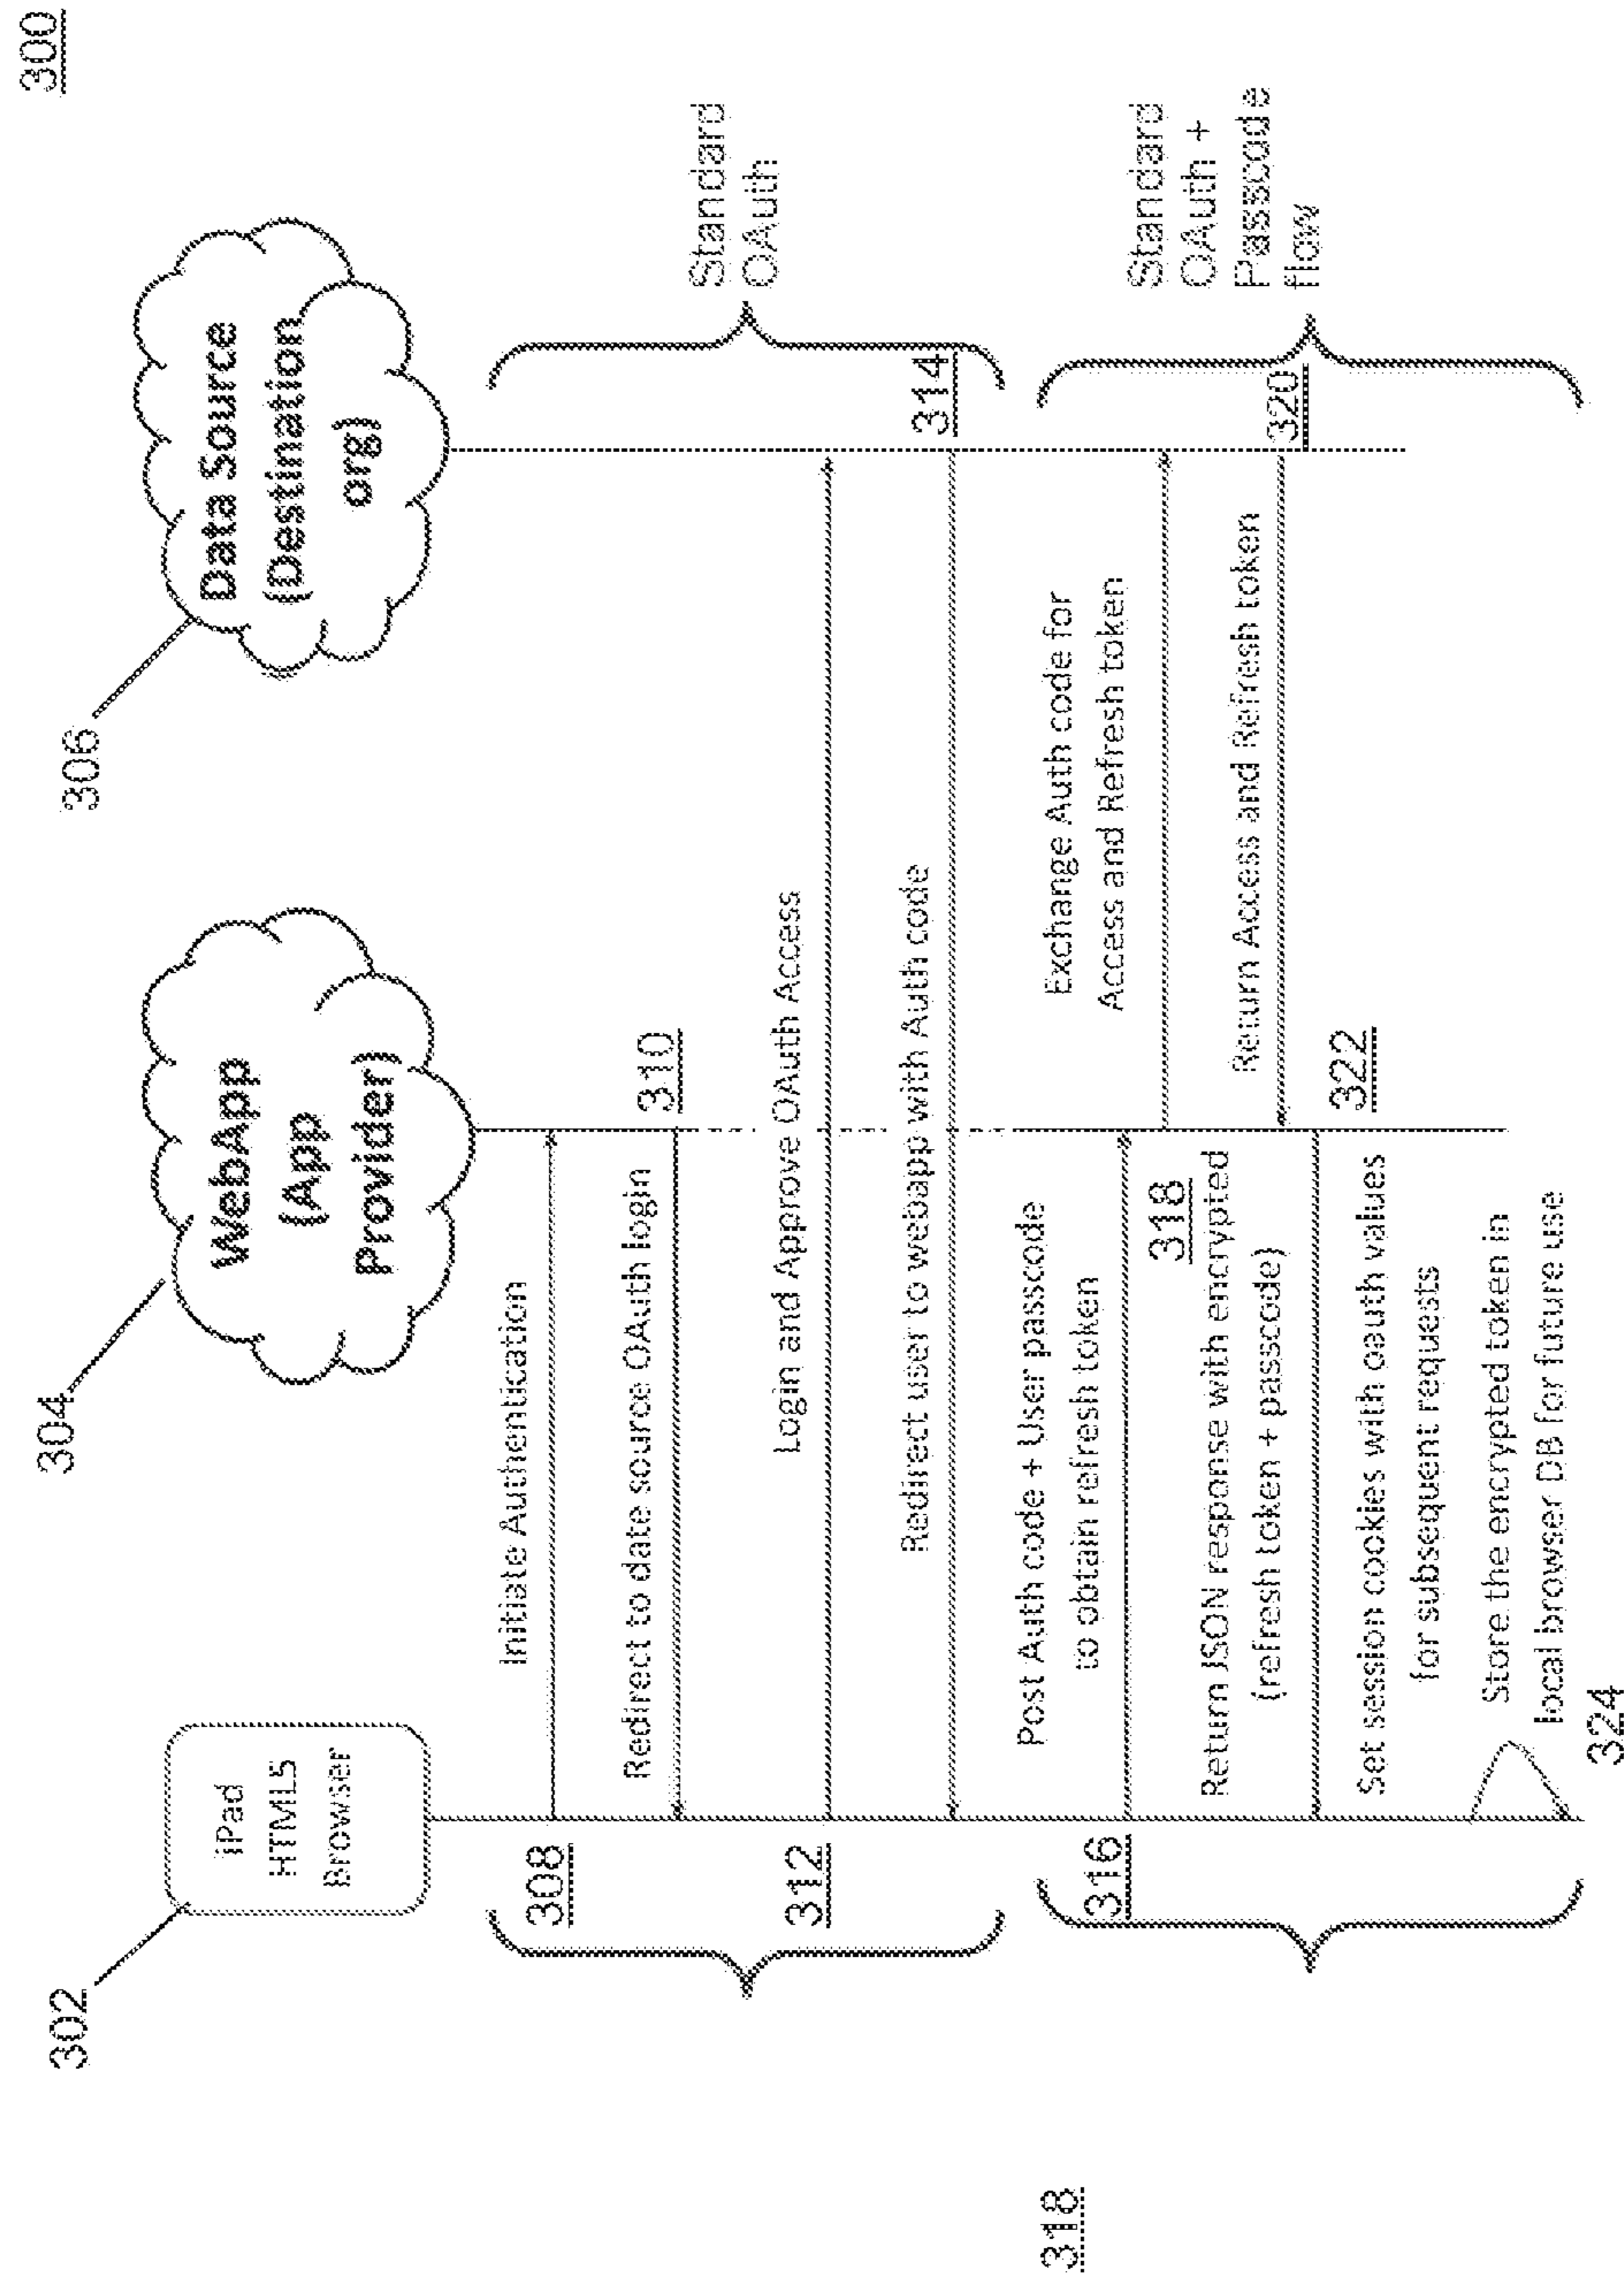 300
302
304
306
iPad
HTML5
Browser
WebApp
(App
Provider)
Data Source
(Destination
org)
308
Initiate Authentication
Redirect to date source OAuth login
310
312
Login and Approve OAuth Access
Redirect user to webapp with Auth code
314
Standard
OAuth
316
Post Auth code + User passcode
to obtain refresh token
318
Exchange Auth code for
Access and Refresh token
Return JSON response with encrypted
(refresh token + passcode)
Return Access and Refresh token
320
322
Set session cookies with oauth values
for subsequent requests
Store the encrypted token in
local browser DB for future use
324
Standard
OAuth +
Passcode
flow
318